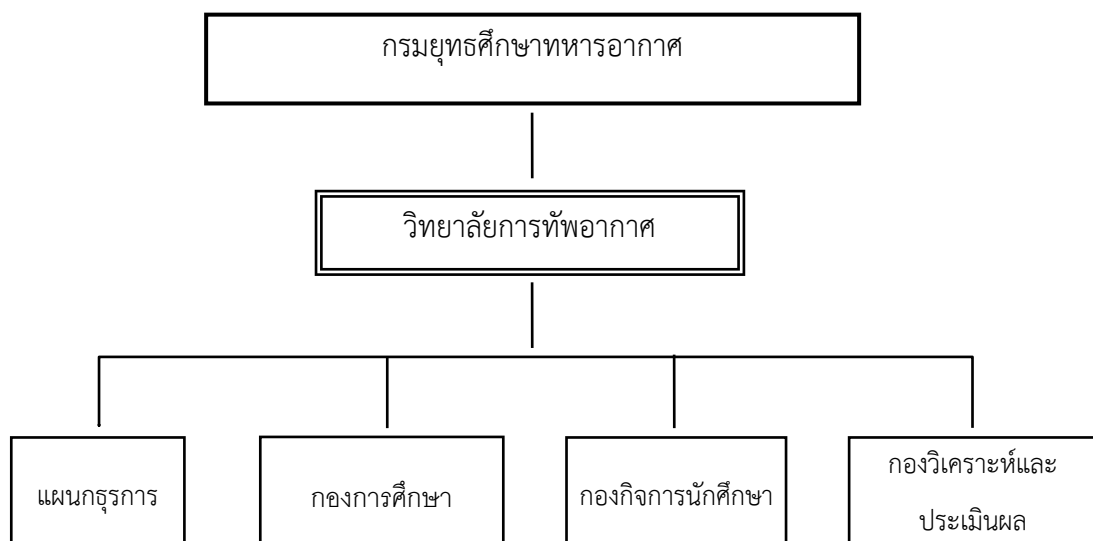 กรมยุทธศึกษาทหารอากาศ
วิทยาลัยการทัพอากาศ
แผนกธุรการ
กองการศึกษา
กองกิจการนักศึกษา
กองวิเคราะห์และ
ประเมินผล